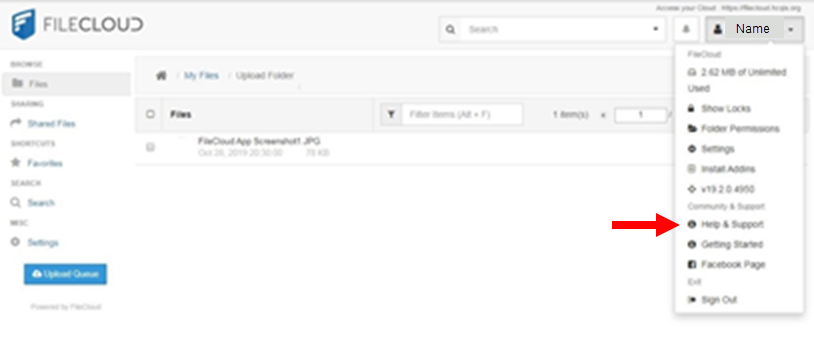 Access your Cloud : https://filecloud.hcqis.org
FILECLOUD
Search
Name
BROWSE
Files
SHARING
Shared Files
SHORTCUTS
Favorites
SEARCH
Search
MISC
Settings
Upload Queue
Powered by FileCloud
/ My Files / Upload Folder
Files
Filter Items (Alt + F)
1 Item(s)
1
/
FileCloud App Screenshot1.JPG
Oct 26, 2019 20:30:00 78 KB
FileCloud
2.62 MB of Unlimited
Used
Show Locks
Folder Permissions
Settings
Install Addins
v19.2.0.4950
Community & Support
Help & Support
Getting Started
Facebook Page
Exit
Sign Out